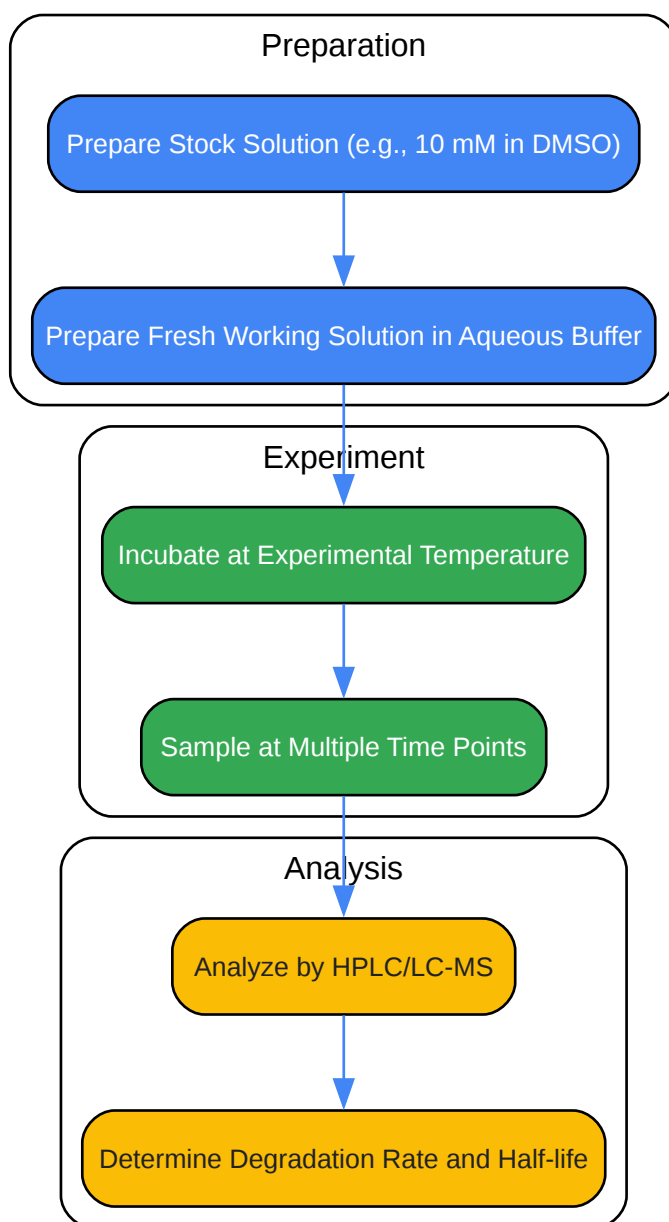 Preparation
Prepare Stock Solution (e.g., 10 mM in DMSO)
Prepare Fresh Working Solution in Aqueous Buffer
Experiment
Incubate at Experimental Temperature
Sample at Multiple Time Points
Analysis
Analyze by HPLC/LC-MS
Determine Degradation Rate and Half-life